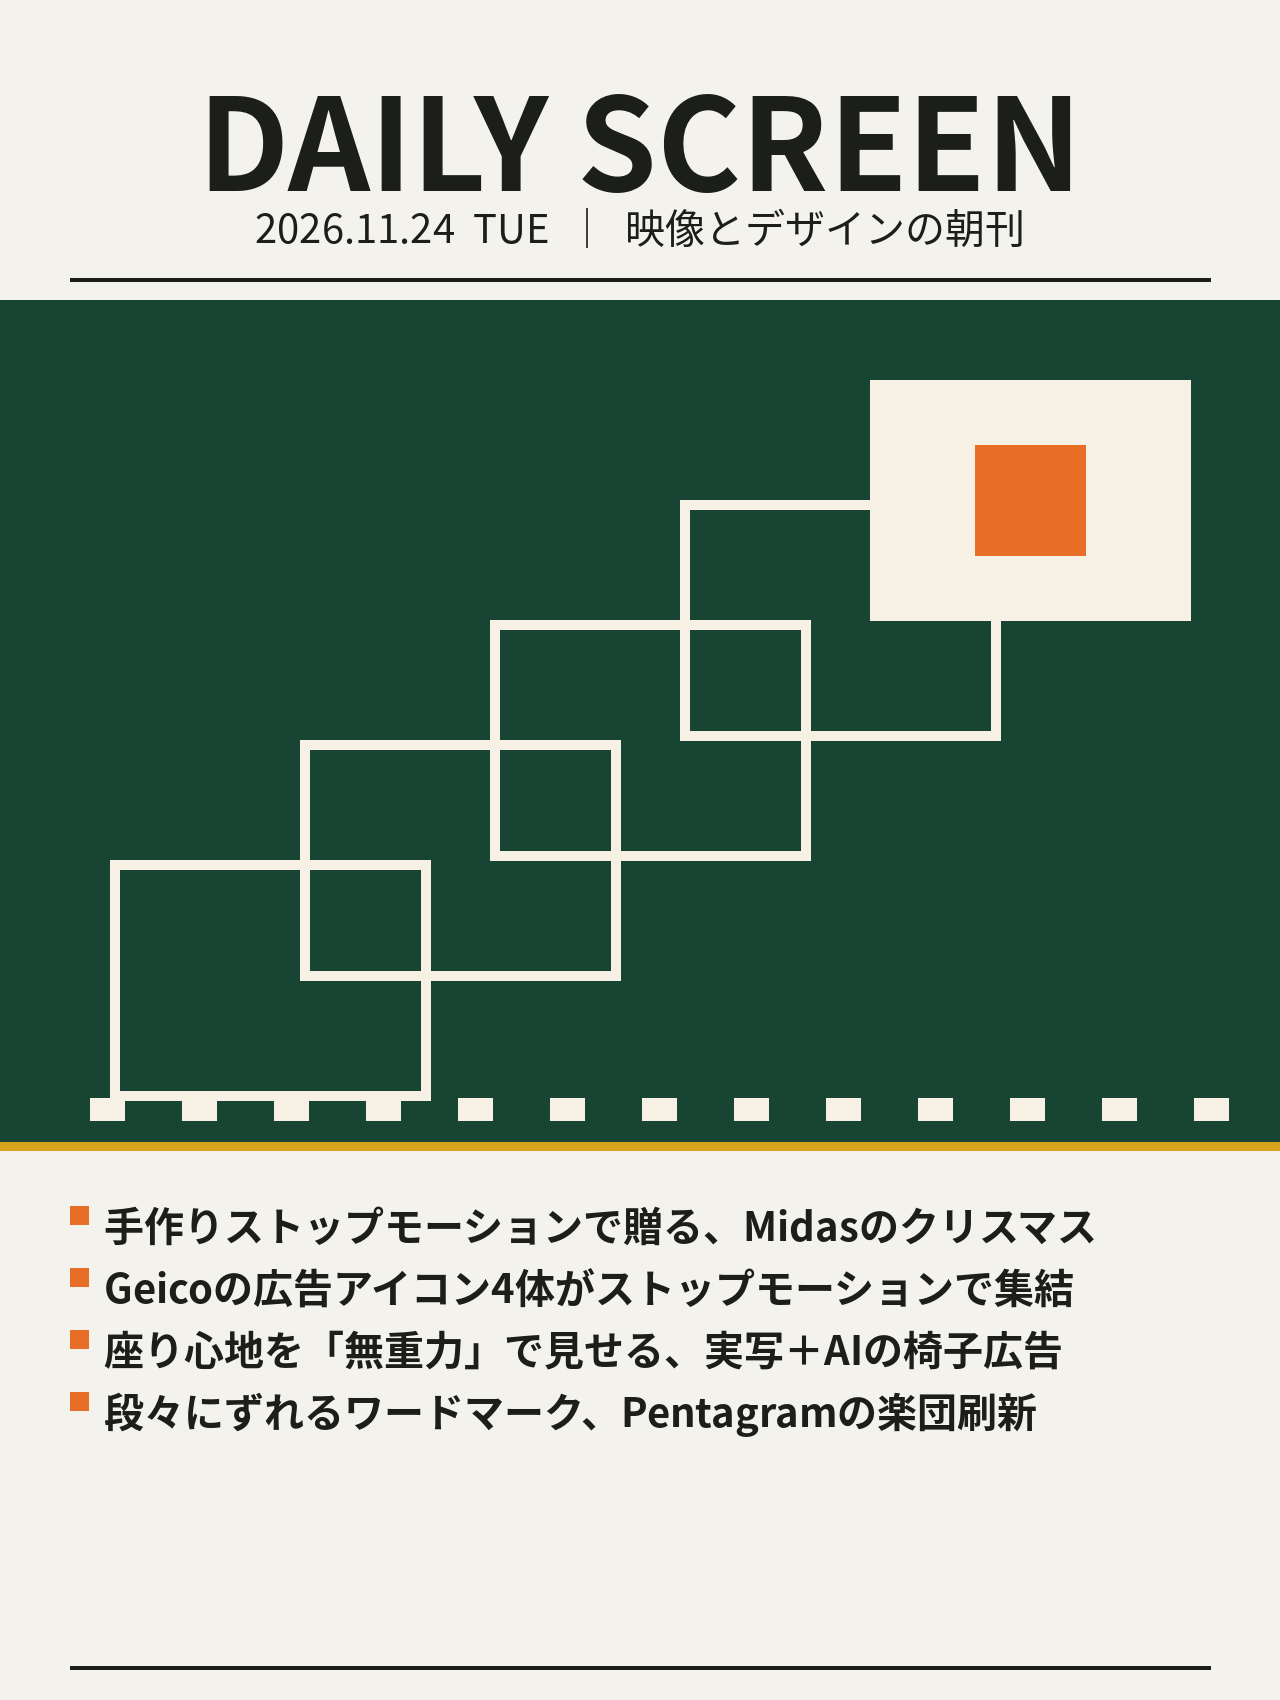 DAILY SCREEN
2026.11.24 TUE ｜ 映像とデザインの朝刊
手作りストップモーションで贈る、Midasのクリスマス
Geicoの広告アイコン4体がストップモーションで集結
座り心地を「無重力」で見せる、実写＋AIの椅子広告
段々にずれるワードマーク、Pentagramの楽団刷新